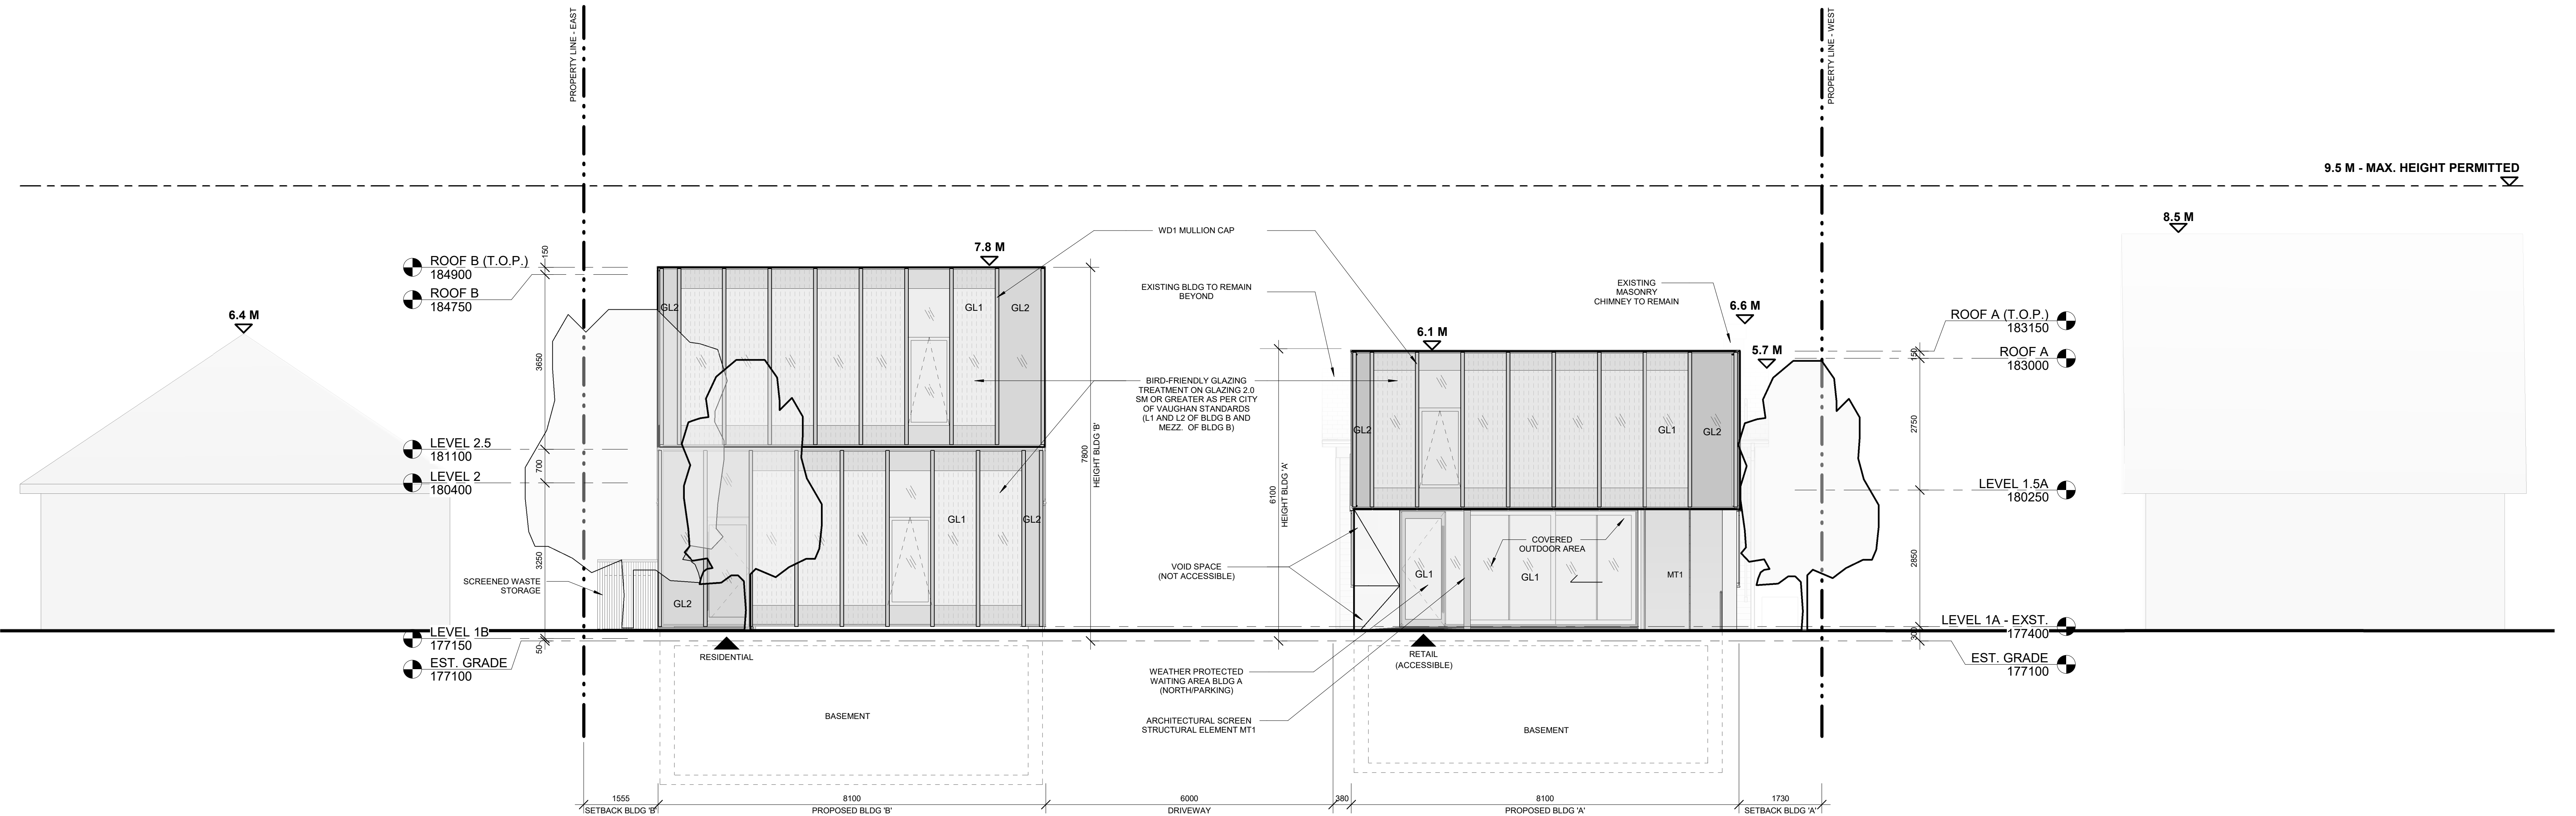 PROPERTY LINE - EAST
PROPERTY LINE - WEST
9.5 M - MAX. HEIGHT PERMITTED
8.5 M
6.4 M
7.8 M
6.1 M
6.6 M
5.7 M
ROOF B (T.O.P.)
184900
ROOF B
184750
LEVEL 2.5
181100
LEVEL 2
180400
LEVEL 1B
177150
EST. GRADE
177100
150
3650
700
3250
50
SCREENED WASTE
STORAGE
GL2
GL1
GL2
GL1
GL2
GL2
RESIDENTIAL
BASEMENT
7800
HEIGHT BLDG 'B'
WD1 MULLION CAP
EXISTING BLDG TO REMAIN
BEYOND
BIRD-FRIENDLY GLAZING
TREATMENT ON GLAZING 2.0
SM OR GREATER AS PER CITY
OF VAUGHAN STANDARDS
(L1 AND L2 OF BLDG B AND
MEZZ. OF BLDG B)
VOID SPACE
(NOT ACCESSIBLE)
WEATHER PROTECTED
WAITING AREA BLDG A
(NORTH/PARKING)
ARCHITECTURAL SCREEN
STRUCTURAL ELEMENT MT1
6100
HEIGHT BLDG 'A'
EXISTING
MASONRY
CHIMNEY TO REMAIN
GL2
GL1
GL2
COVERED
OUTDOOR AREA
GL1
GL1
MT1
RETAIL
(ACCESSIBLE)
BASEMENT
ROOF A (T.O.P.)
183150
ROOF A
183000
LEVEL 1.5A
180250
LEVEL 1A - EXST.
177400
EST. GRADE
177100
150
2750
2850
300
1555
SETBACK BLDG 'B'
8100
PROPOSED BLDG 'B'
6000
DRIVEWAY
380
8100
PROPOSED BLDG 'A'
1730
SETBACK BLDG 'A'